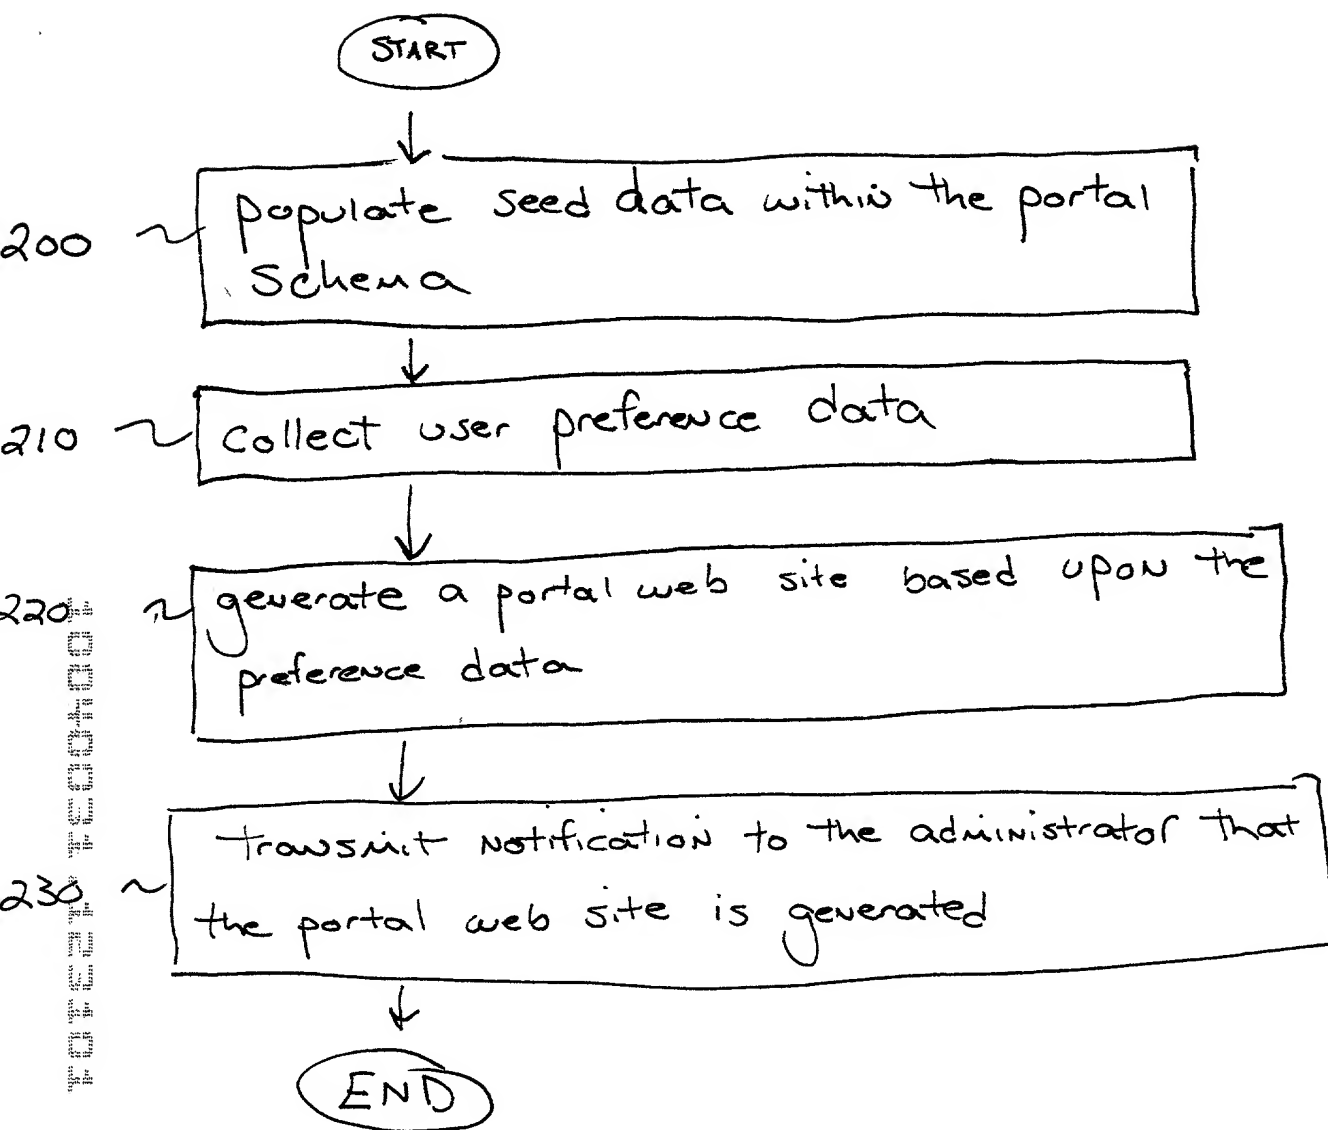 START
200
populate seed data within the portal
schema
210
collect user preference data
220
generate a portal web site based upon the
preference data
230
transmit notification to the administrator that
the portal web site is generated
END
10040031.123101